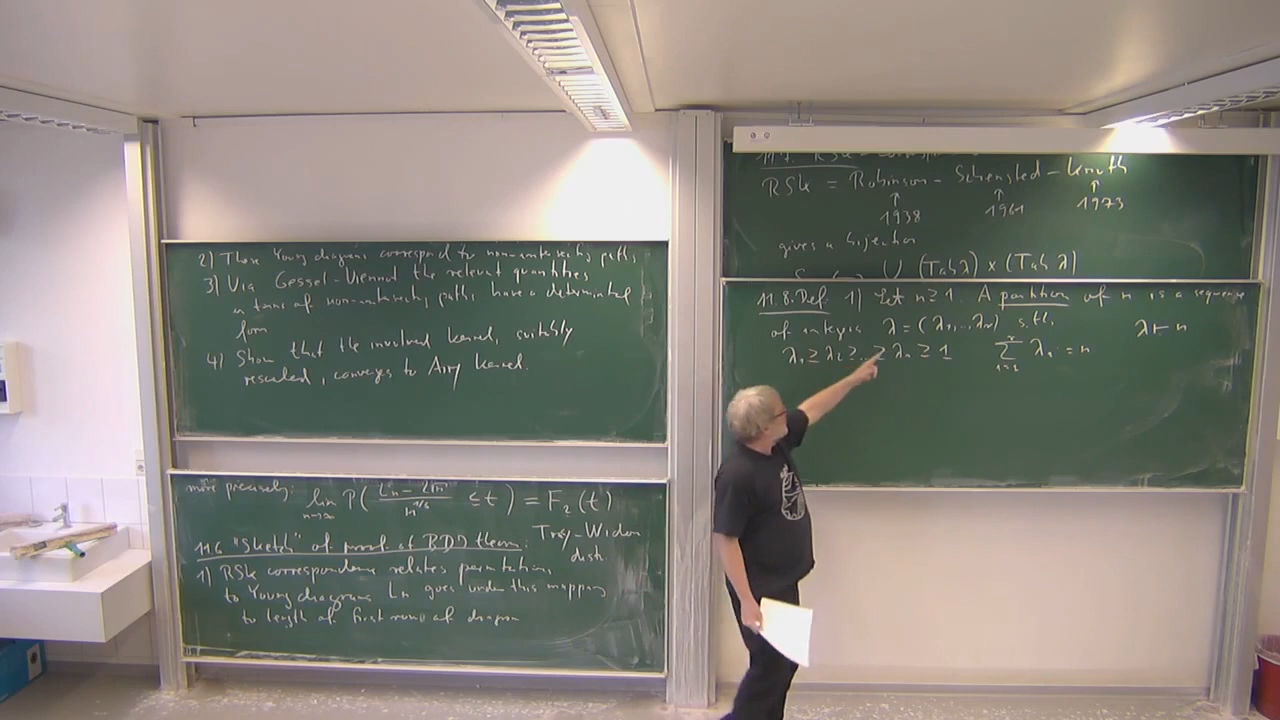 2) These Young diagrams correspond to non-intersecting paths
3) Via Gessel-Viennot the relevant quantities
in terms of non-intersecting paths, have a determinantal
form
4) Show that the involved kernel, suitably
rescaled, converges to Airy kernel.
more precisely: lim n→∞ P( (Ln − 2√n) / n^{1/6} ≤ t ) = F₂(t)
Tracy-Widom
distr.
11.6 "Sketch" of proof of BDJ theorem:
1) RSK correspondence relates permutations
to Young diagrams Ln goes under this mapping
to length of first row of diagram
11.7. RSK-
RSK = Robinson - Schensted - Knuth
↑ 1938 ↑ 1961 ↑ 1973
gives a bijection
∪ (Tab λ) × (Tab λ)
11.8. Def: 1) Let n ≥ 1. A partition of n is a sequence
of integers λ = (λ₁,...,λr) s.th. λ ⊢ n
λ₁ ≥ λ₂ ≥ ... ≥ λr ≥ 1 ∑_{i=1}^{r} λi = n